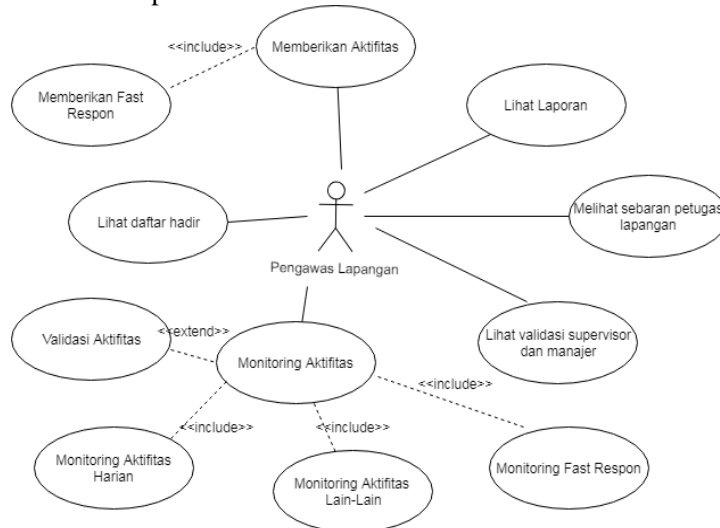 <<include>>
Memberikan Aktifitas
Memberikan Fast
Respon
Lihat Laporan
Lihat daftar hadir
Melihat sebaran petugas
lapangan
Pengawas Lapangan
Validasi Aktifitas
<<extend>>
Monitoring Aktifitas
Lihat validasi supervisor
dan manajer
<<include>>
<<include>>
<<include>>
Monitoring Aktifitas
Harian
Monitoring Aktifitas
Lain-Lain
Monitoring Fast Respon